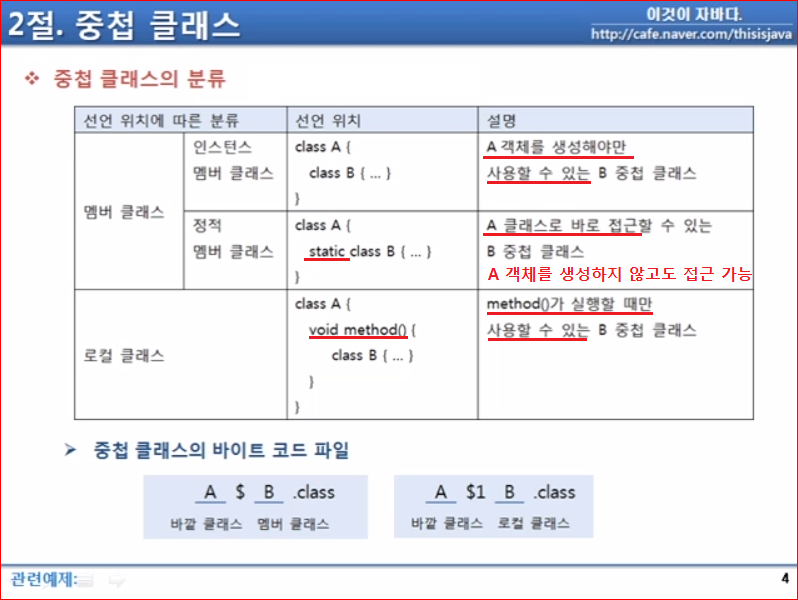 2절. 중첩 클래스
이것이 자바다.
http://cafe.naver.com/thisisjava
중첩 클래스의 분류
선언 위치에 따른 분류 선언 위치 설명
멤버 클래스
인스턴스
멤버 클래스
class A {
class B { ... }
}
A 객체를 생성해야만
사용할 수 있는 B 중첩 클래스
정적
멤버 클래스
class A {
static class B { ... }
}
A 클래스로 바로 접근할 수 있는
B 중첩 클래스
A 객체를 생성하지 않고도 접근 가능
로컬 클래스
class A {
void method() {
class B { ... }
}
}
method()가 실행할 때만
사용할 수 있는 B 중첩 클래스
중첩 클래스의 바이트 코드 파일
A $ B .class
바깥 클래스 멤버 클래스
A $1 B .class
바깥 클래스 로컬 클래스
관련예제:
4